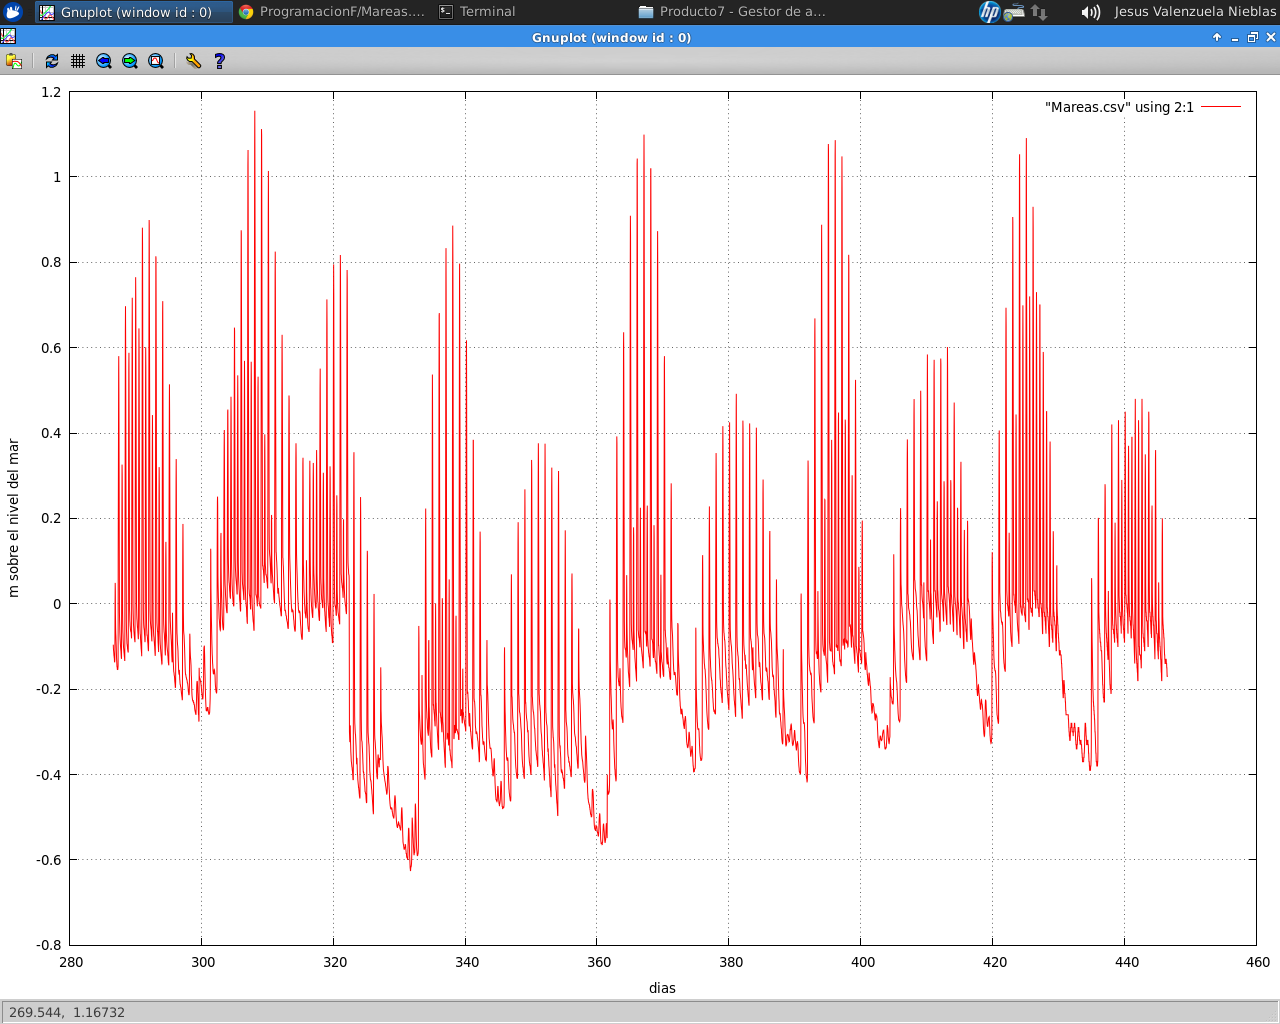 Gnuplot (window id : 0)
ProgramacionF/Mareas....
Terminal
Producto7 - Gestor de a...
Jesus Valenzuela Nieblas
Gnuplot (window id : 0)
"Mareas.csv" using 2:1
1.2
1
0.8
0.6
0.4
0.2
0
-0.2
-0.4
-0.6
-0.8
m sobre el nivel del mar
280
300
320
340
360
380
400
420
440
460
dias
269.544, 1.16732